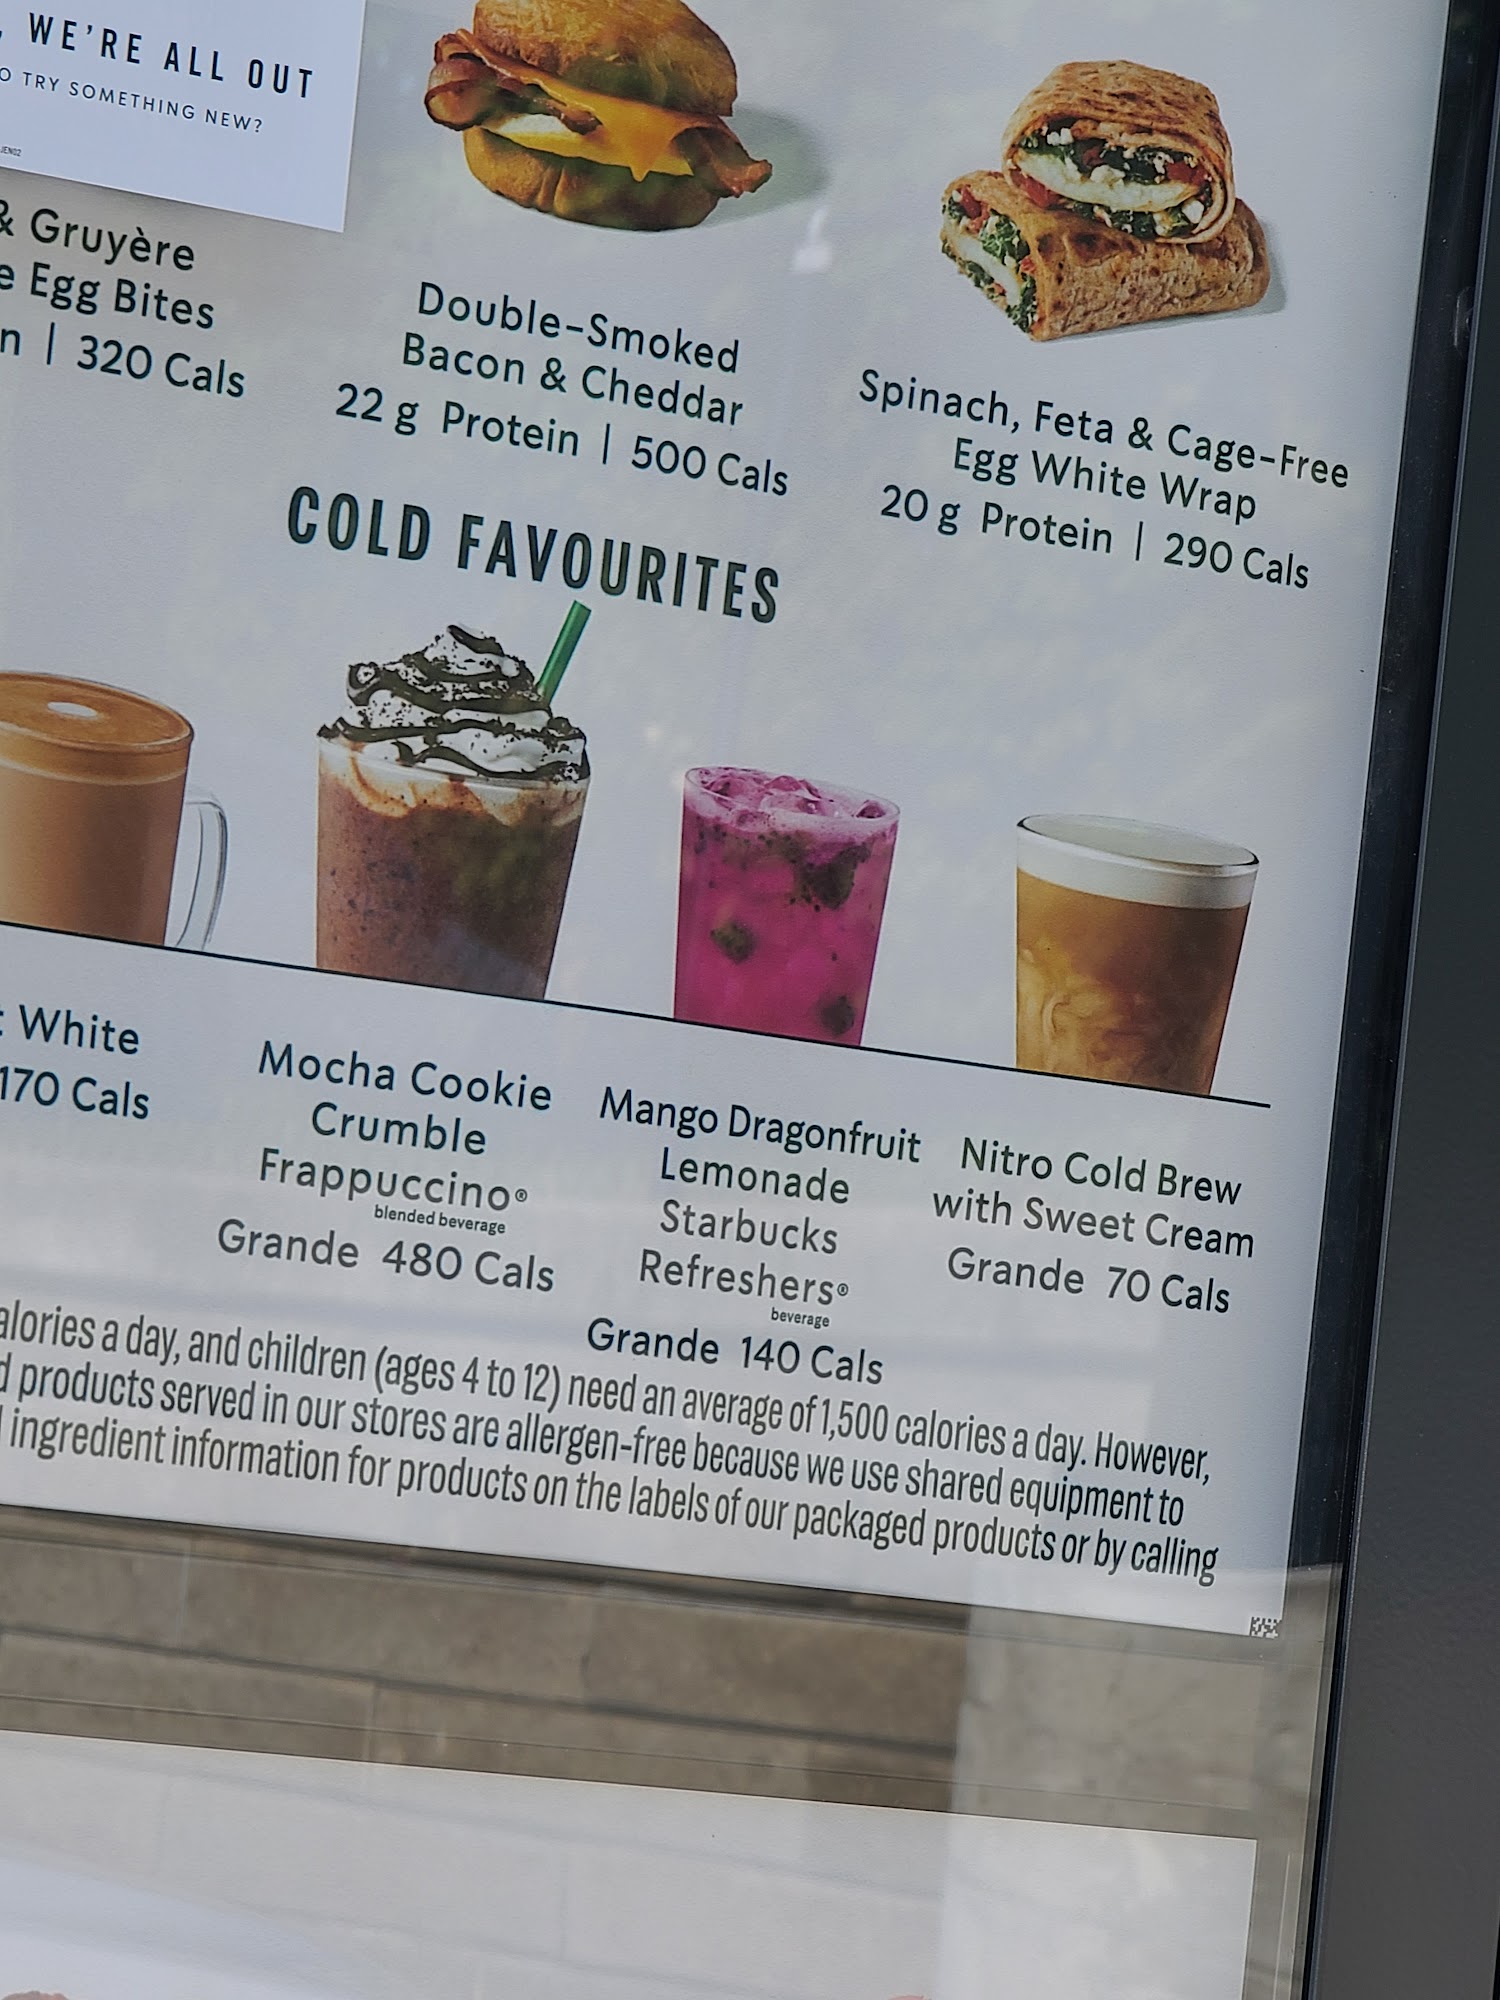 , WE'RE ALL OUT
O TRY SOMETHING NEW?
& Gruyère
e Egg Bites
n | 320 Cals
Double-Smoked
Bacon & Cheddar
22 g Protein | 500 Cals
Spinach, Feta & Cage-Free
Egg White Wrap
20 g Protein | 290 Cals
COLD FAVOURITES
White
170 Cals
Mocha Cookie
Crumble
Frappuccino®
blended beverage
Grande 480 Cals
Mango Dragonfruit
Lemonade
Starbucks
Refreshers®
beverage
Grande 140 Cals
Nitro Cold Brew
with Sweet Cream
Grande 70 Cals
alories a day, and children (ages 4 to 12) need an average of 1,500 calories a day. However,
d products served in our stores are allergen-free because we use shared equipment to
ingredient information for products on the labels of our packaged products or by calling